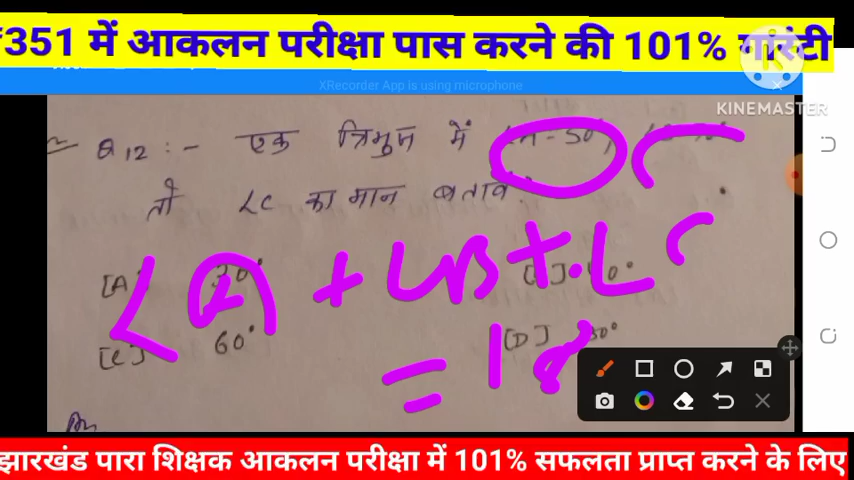 ₹351 में आकलन परीक्षा पास करने की 101% गारंटी
XRecorder App is using microphone
KINEMASTER
Q12 :- एक त्रिभुज में ∠A-50°,
तो ∠C का मान बतावें?
[A] 30°
[C] 60°
[D]
∠A + ∠B + ∠C
= 18
झारखंड पारा शिक्षक आकलन परीक्षा में 101% सफलता प्राप्त करने के लिए